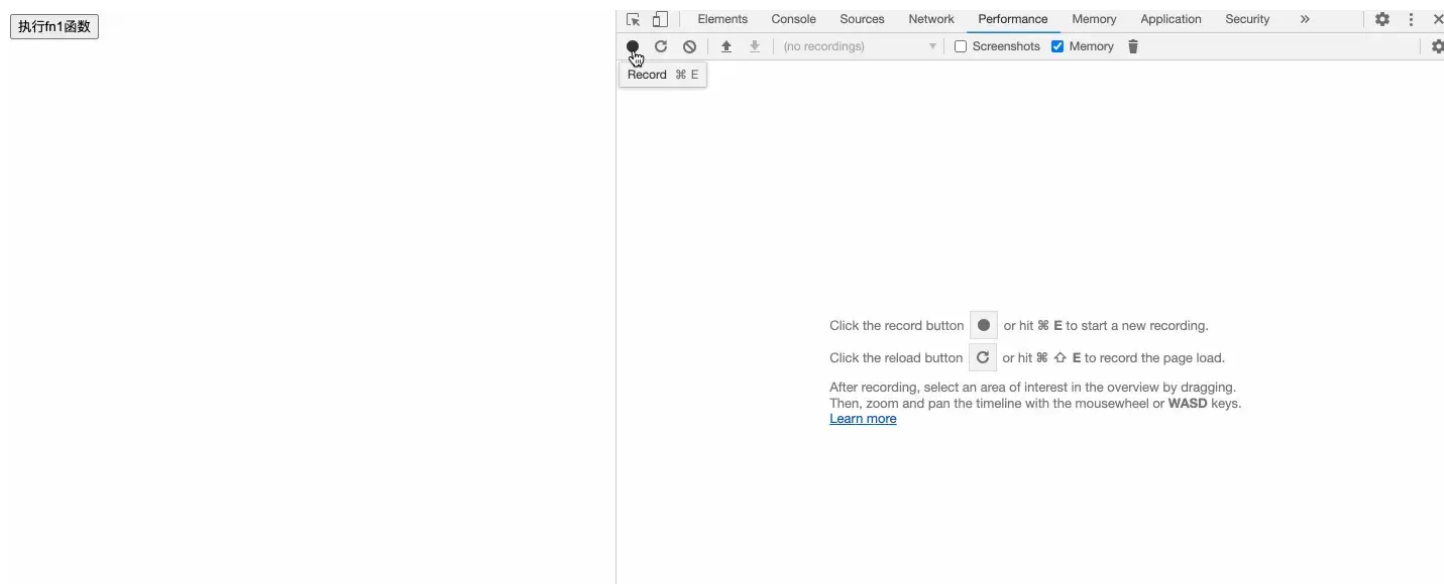 执行fn1函数
Elements Console Sources Network Performance Memory Application Security »
(no recordings) Screenshots Memory
Record ⌘ E
Click the record button or hit ⌘ E to start a new recording.
Click the reload button or hit ⌘ ⇧ E to record the page load.
After recording, select an area of interest in the overview by dragging.
Then, zoom and pan the timeline with the mousewheel or WASD keys.
Learn more